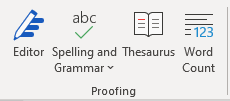 abc
123
Editor
Spelling and
Grammar
Thesaurus
Word
Count
Proofing